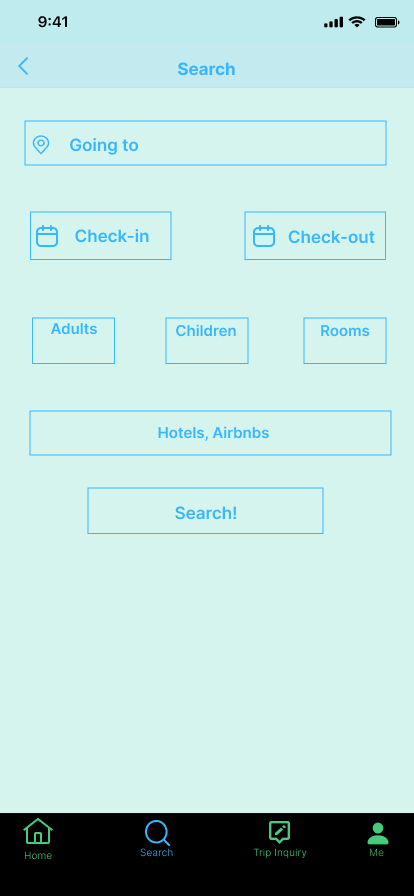 9:41
Search
Going to
Check-in Check-out
Adults Children Rooms
Hotels, Airbnbs
Search!
Home Search Trip Inquiry Me